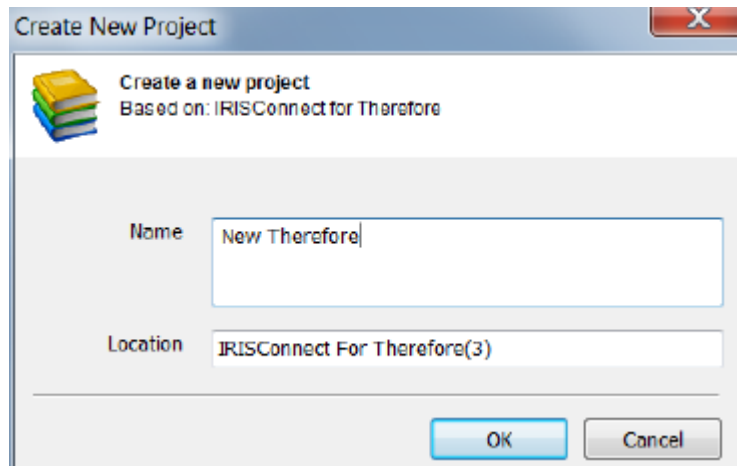 Create New Project
X
Create a new project
Based on: IRISConnect for Therefore
Name
New Therefore
Location
IRISConnect For Therefore(3)
OK
Cancel